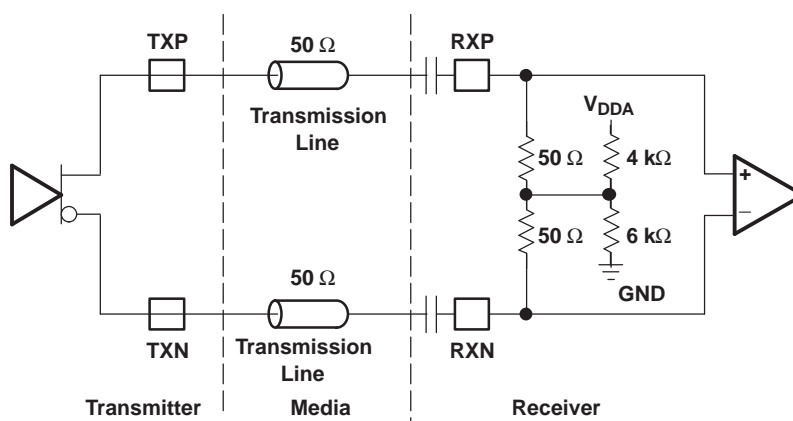 TXP
50 Ω
RXP
Transmission
Line
V_DDA
50 Ω
4 kΩ
+
−
50 Ω
6 kΩ
GND
50 Ω
TXN
Transmission
Line
RXN
Transmitter
Media
Receiver